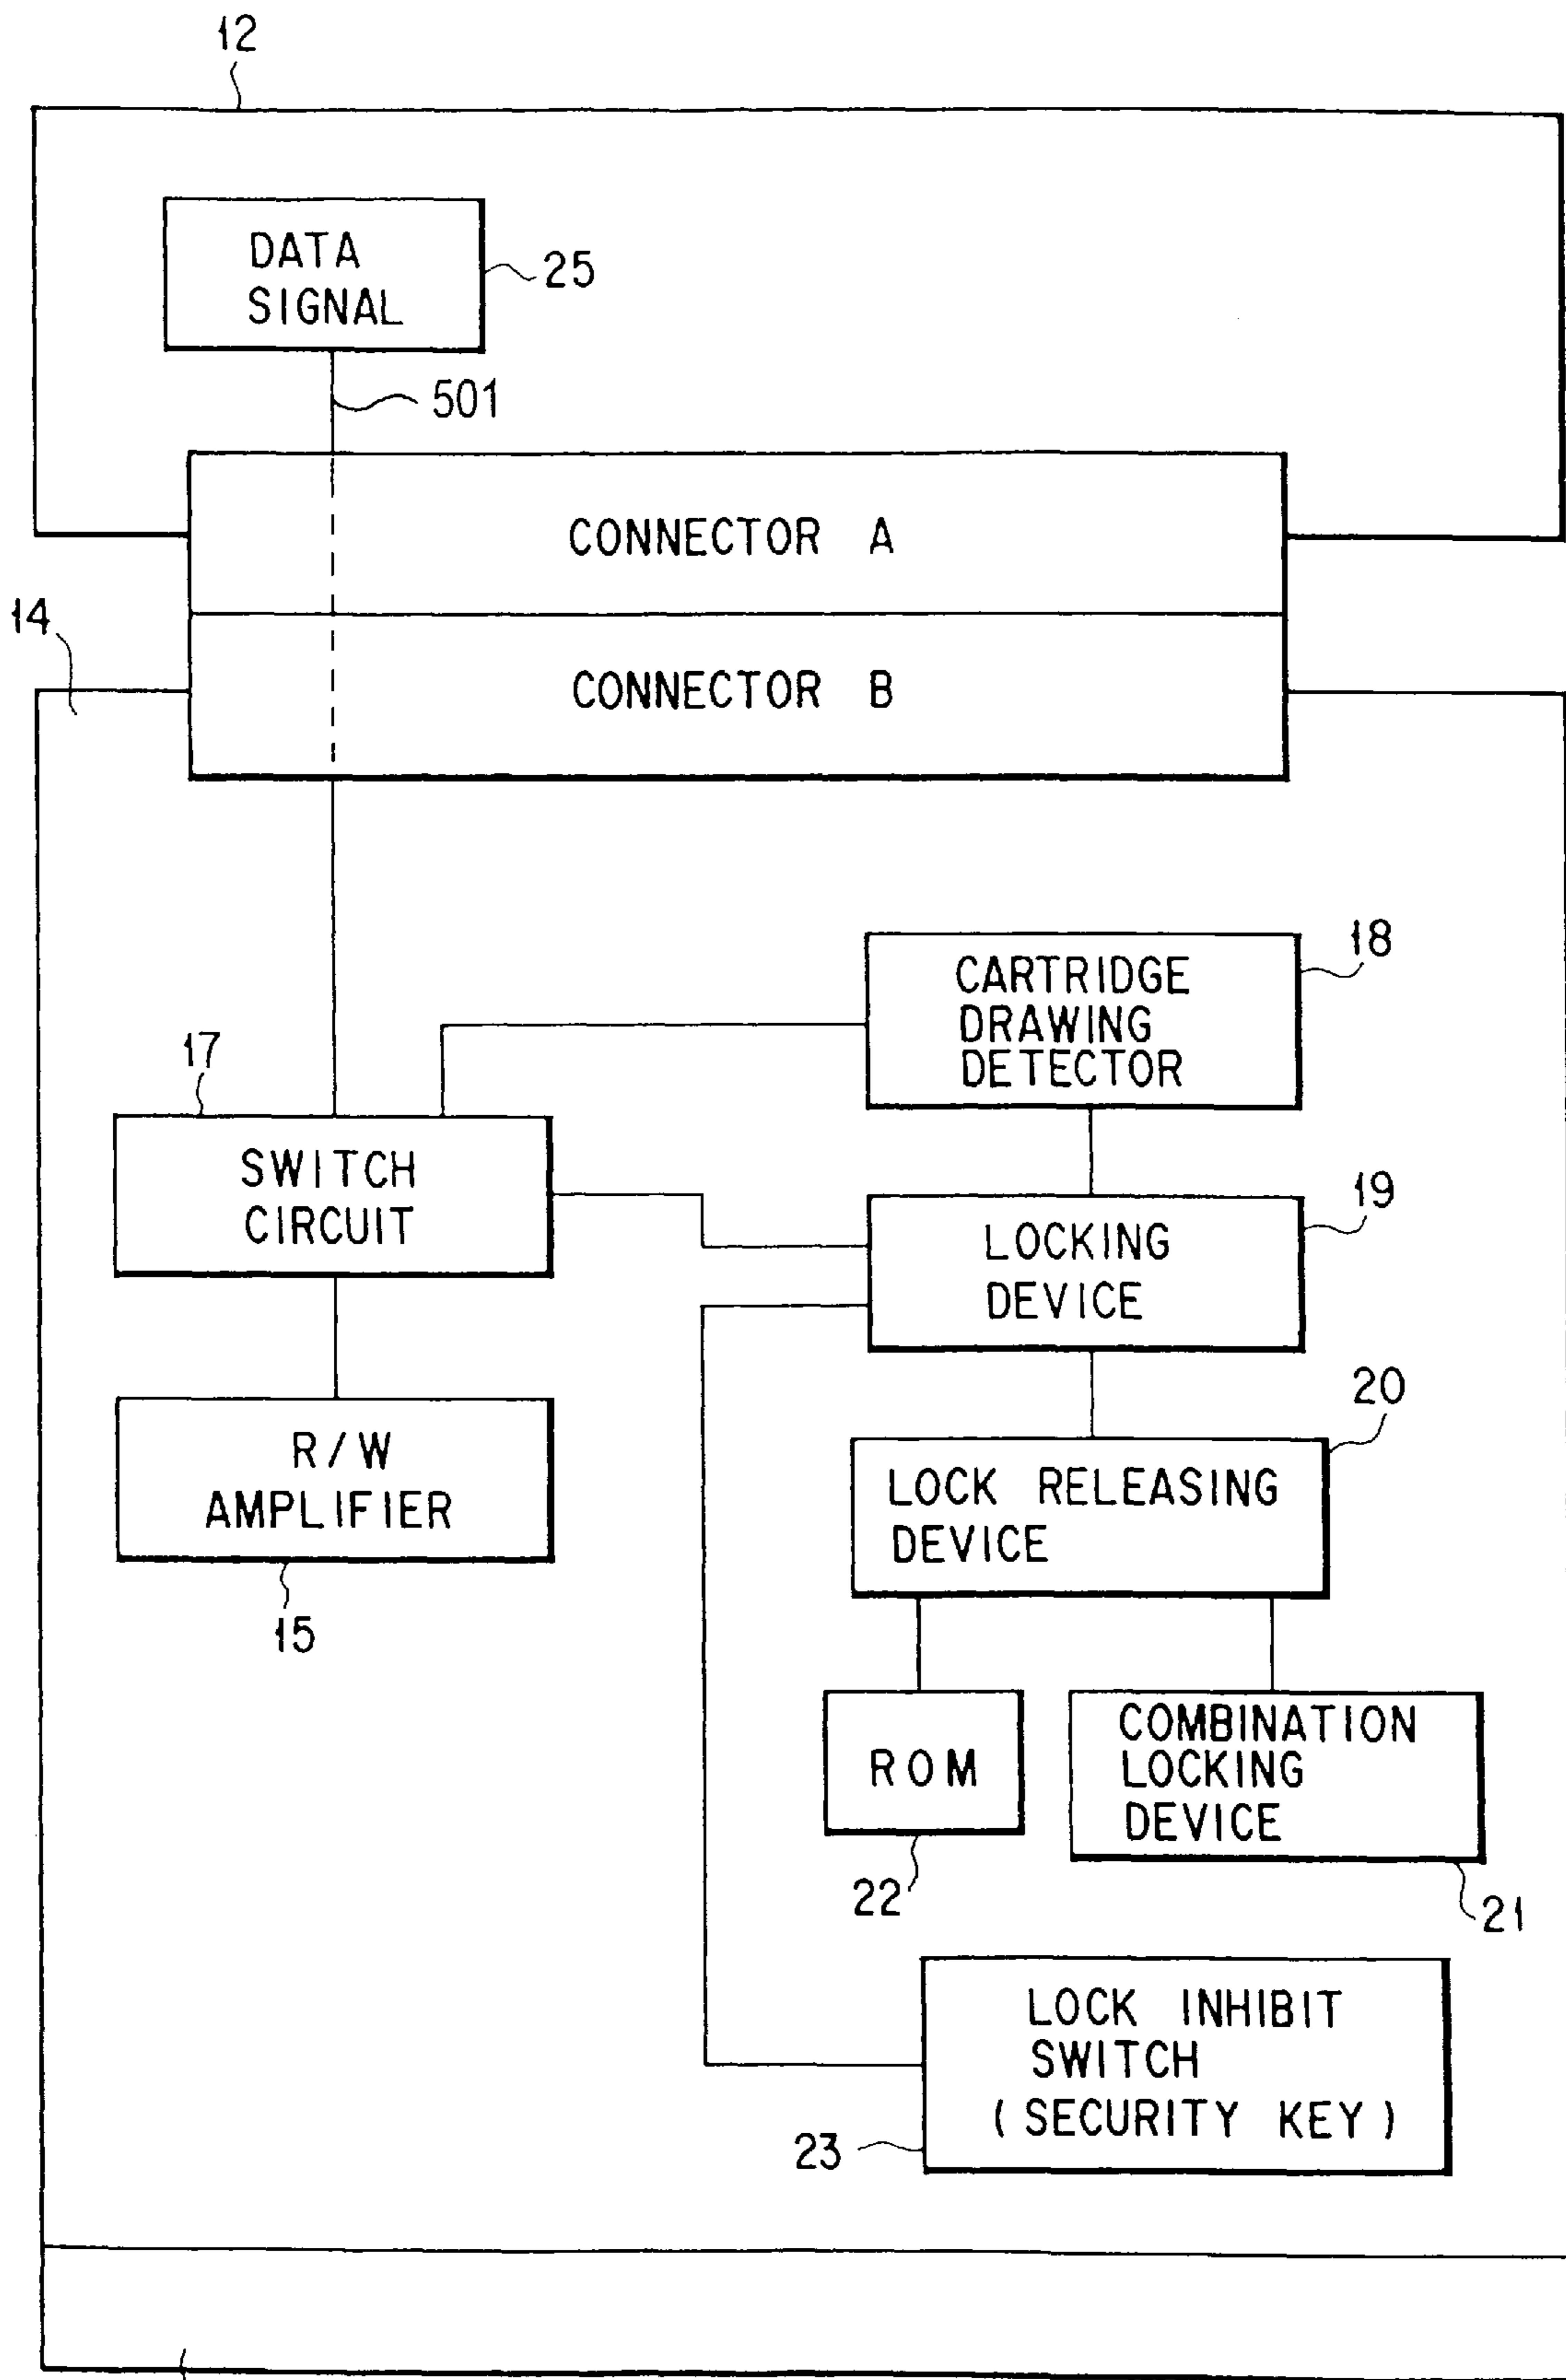 12
DATA
SIGNAL
25
501
CONNECTOR A
14
CONNECTOR B
18
CARTRIDGE
DRAWING
DETECTOR
17
SWITCH
CIRCUIT
19
LOCKING
DEVICE
20
R/W
AMPLIFIER
LOCK RELEASING
DEVICE
15
ROM
COMBINATION
LOCKING
DEVICE
22
21
LOCK INHIBIT
SWITCH
(SECURITY KEY)
23